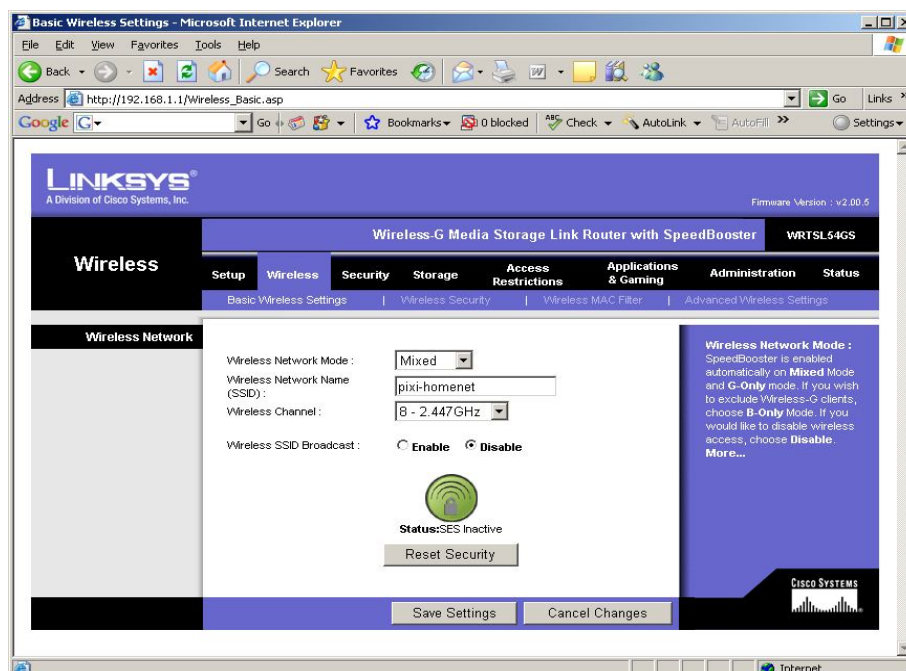 Basic Wireless Settings - Microsoft Internet Explorer
File Edit View Favorites Tools Help
Back Search Favorites
Address http://192.168.1.1/Wireless_Basic.asp Go Links »
Google G Go Bookmarks 0 blocked ABC Check AutoLink AutoFill » Settings
LINKSYS®
A Division of Cisco Systems, Inc.
Firmware Version : v2.00.5
Wireless-G Media Storage Link Router with SpeedBooster WRTSL54GS
Wireless
Setup Wireless Security Storage Access Restrictions Applications & Gaming Administration Status
Basic Wireless Settings | Wireless Security | Wireless MAC Filter | Advanced Wireless Settings
Wireless Network
Wireless Network Mode : Mixed
Wireless Network Name
(SSID) : pixi-homenet
Wireless Channel : 8 - 2.447GHz
Wireless SSID Broadcast : Enable Disable
Status:SES Inactive
Reset Security
Wireless Network Mode :
SpeedBooster is enabled
automatically on Mixed Mode
and G-Only mode. If you wish
to exclude Wireless-G clients,
choose B-Only Mode. If you
would like to disable wireless
access, choose Disable.
More...
CISCO SYSTEMS
Save Settings Cancel Changes
Internet